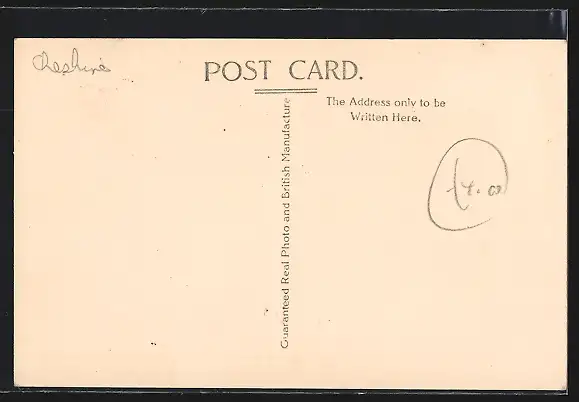 Cheshire
POST CARD.
The Address only to be
Written Here.
Guaranteed Real Photo and British Manufacture